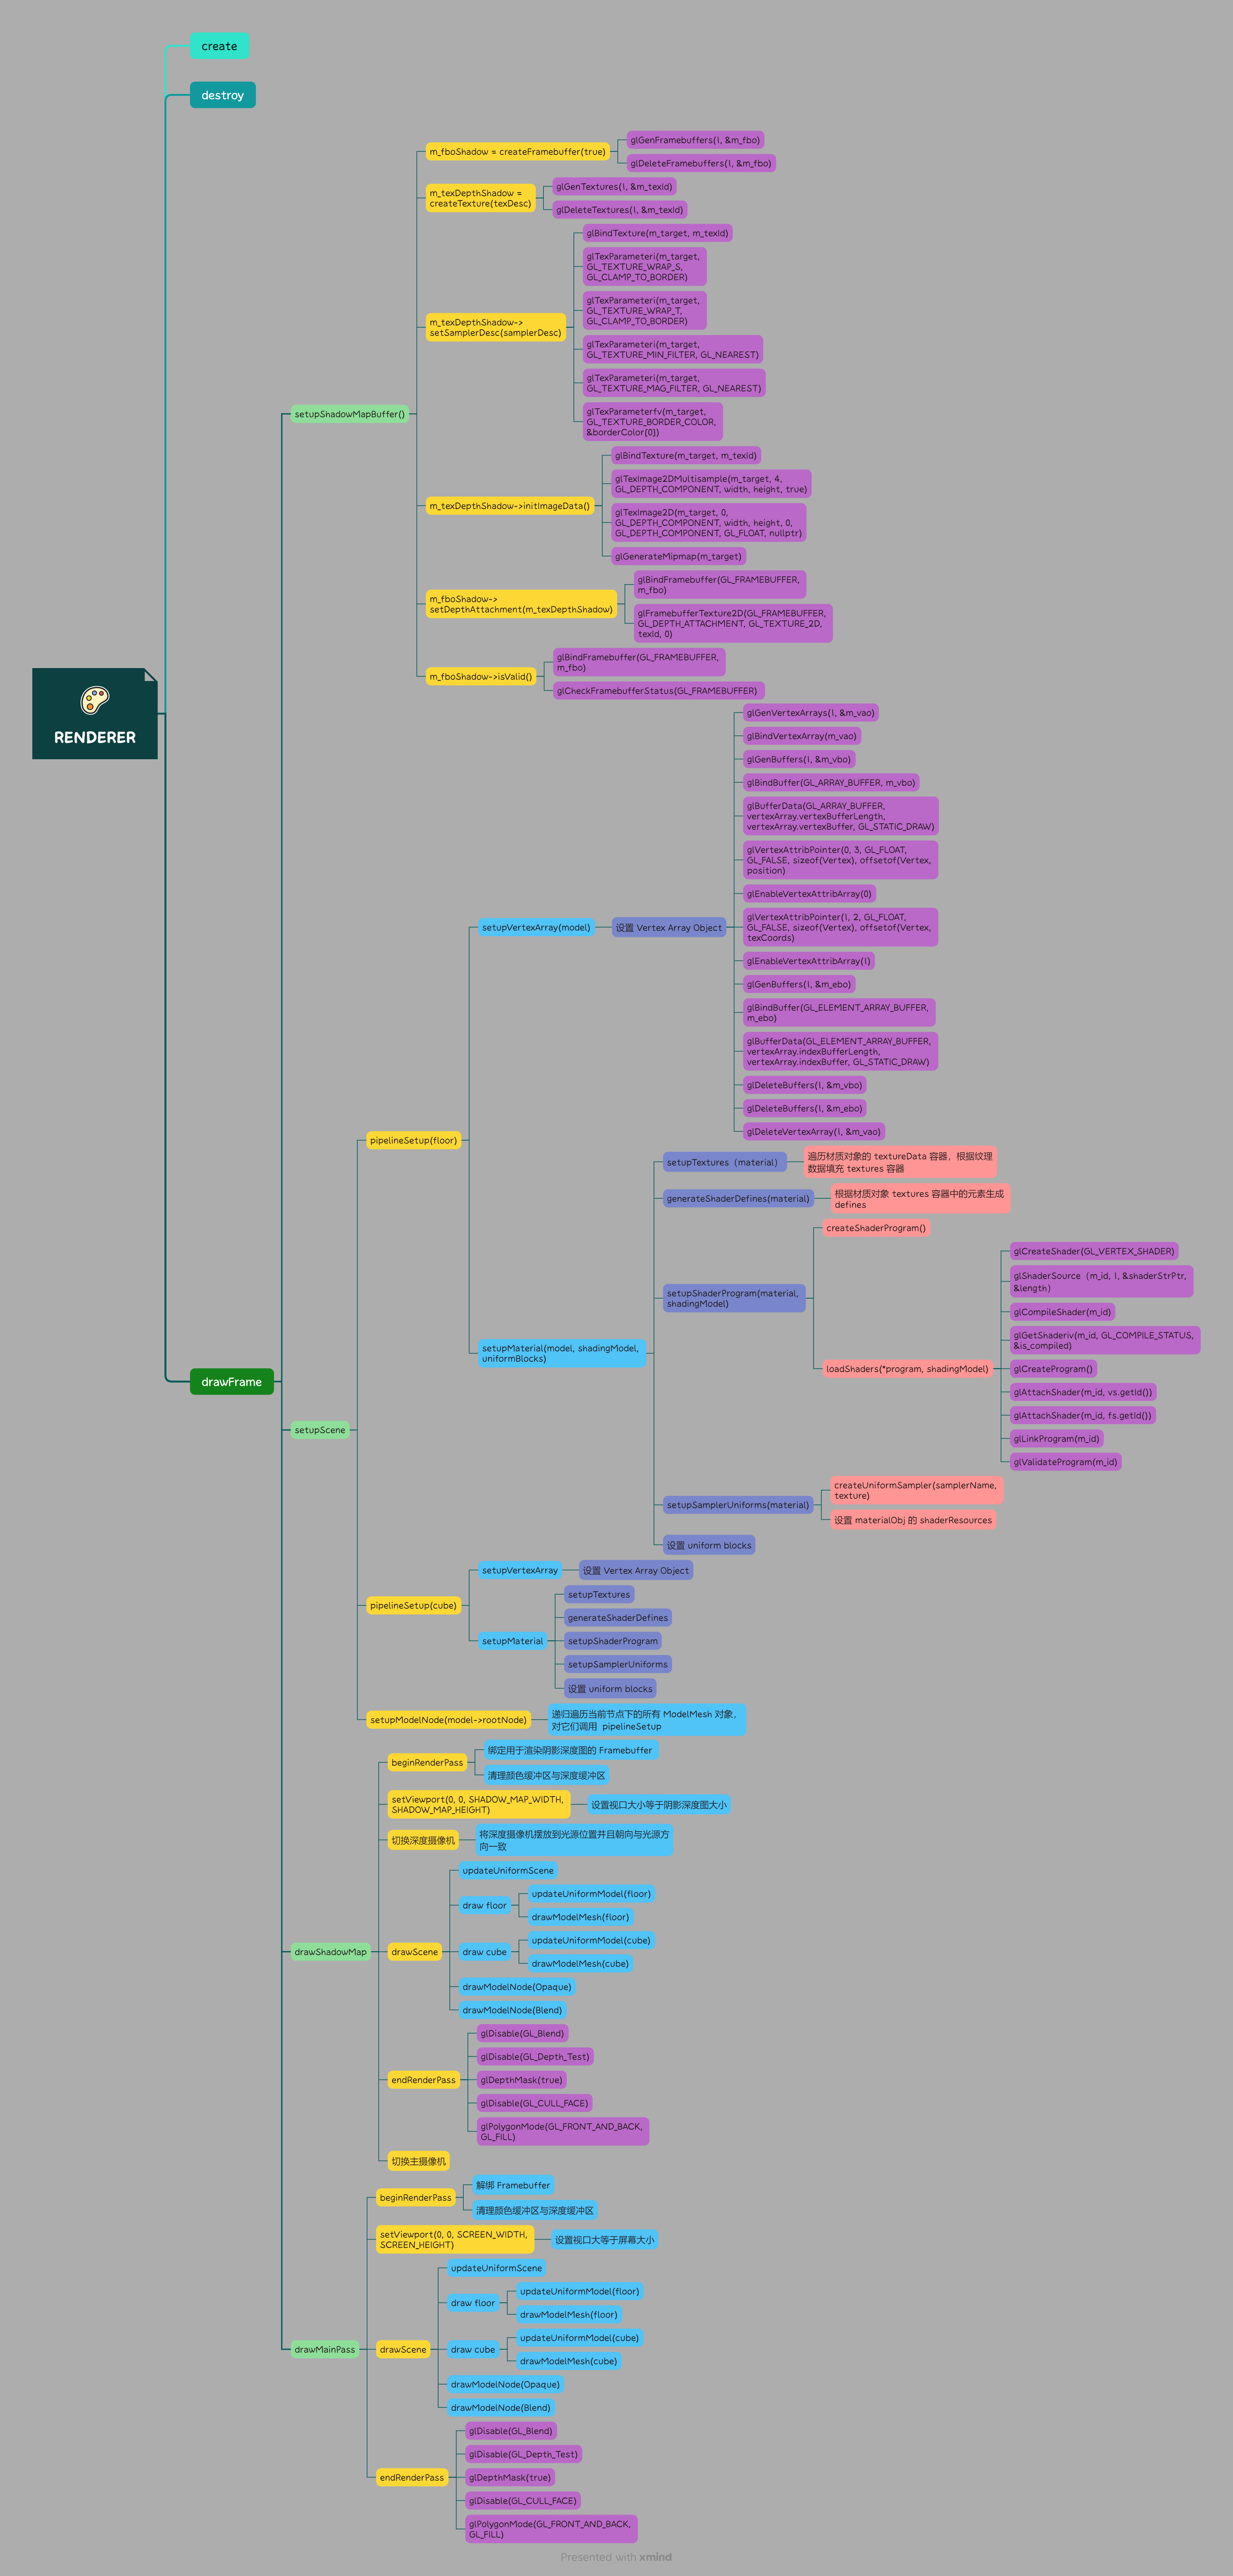 create
destroy
m_fboShadow = createFramebuffer(true)
glGenFramebuffers(1, &m_fbo)
glDeleteFramebuffers(1, &m_fbo)
m_texDepthShadow =
createTexture(texDesc)
glGenTextures(1, &m_texId)
glDeleteTextures(1, &m_texId)
m_texDepthShadow->
setSamplerDesc(samplerDesc)
glBindTexture(m_target, m_texId)
glTexParameteri(m_target,
GL_TEXTURE_WRAP_S,
GL_CLAMP_TO_BORDER)
glTexParameteri(m_target,
GL_TEXTURE_WRAP_T,
GL_CLAMP_TO_BORDER)
glTexParameteri(m_target,
GL_TEXTURE_MIN_FILTER, GL_NEAREST)
glTexParameteri(m_target,
GL_TEXTURE_MAG_FILTER, GL_NEAREST)
glTexParameterfv(m_target,
GL_TEXTURE_BORDER_COLOR,
&borderColor[0])
setupShadowMapBuffer()
m_texDepthShadow->initImageData()
glBindTexture(m_target, m_texId)
glTexImage2DMultisample(m_target, 4,
GL_DEPTH_COMPONENT, width, height, true)
glTexImage2D(m_target, 0,
GL_DEPTH_COMPONENT, width, height, 0,
GL_DEPTH_COMPONENT, GL_FLOAT, nullptr)
glGenerateMipmap(m_target)
m_fboShadow->
setDepthAttachment(m_texDepthShadow)
glBindFramebuffer(GL_FRAMEBUFFER,
m_fbo)
glFramebufferTexture2D(GL_FRAMEBUFFER,
GL_DEPTH_ATTACHMENT, GL_TEXTURE_2D,
texId, 0)
m_fboShadow->isValid()
glBindFramebuffer(GL_FRAMEBUFFER,
m_fbo)
glCheckFramebufferStatus(GL_FRAMEBUFFER)
RENDERER
glGenVertexArrays(1, &m_vao)
glBindVertexArray(m_vao)
glGenBuffers(1, &m_vbo)
glBindBuffer(GL_ARRAY_BUFFER, m_vbo)
glBufferData(GL_ARRAY_BUFFER,
vertexArray.vertexBufferLength,
vertexArray.vertexBuffer, GL_STATIC_DRAW)
glVertexAttribPointer(0, 3, GL_FLOAT,
GL_FALSE, sizeof(Vertex), offsetof(Vertex,
position)
glEnableVertexAttribArray(0)
setupVertexArray(model)
设置 Vertex Array Object
glVertexAttribPointer(1, 2, GL_FLOAT,
GL_FALSE, sizeof(Vertex), offsetof(Vertex,
texCoords)
glEnableVertexAttribArray(1)
glGenBuffers(1, &m_ebo)
glBindBuffer(GL_ELEMENT_ARRAY_BUFFER,
m_ebo)
glBufferData(GL_ELEMENT_ARRAY_BUFFER,
vertexArray.indexBufferLength,
vertexArray.indexBuffer, GL_STATIC_DRAW)
glDeleteBuffers(1, &m_vbo)
glDeleteBuffers(1, &m_ebo)
glDeleteVertexArray(1, &m_vao)
pipelineSetup(floor)
setupTextures（material）
遍历材质对象的 textureData 容器，根据纹理
数据填充 textures 容器
generateShaderDefines(material)
根据材质对象 textures 容器中的元素生成
defines
createShaderProgram()
setupShaderProgram(material,
shadingModel)
glCreateShader(GL_VERTEX_SHADER)
glShaderSource（m_id, 1, &shaderStrPtr,
&length）
glCompileShader(m_id)
glGetShaderiv(m_id, GL_COMPILE_STATUS,
&is_compiled)
setupMaterial(model, shadingModel,
uniformBlocks)
loadShaders(*program, shadingModel)
glCreateProgram()
glAttachShader(m_id, vs.getId())
glAttachShader(m_id, fs.getId())
glLinkProgram(m_id)
glValidateProgram(m_id)
drawFrame
setupScene
setupSamplerUniforms(material)
createUniformSampler(samplerName,
texture)
设置 materialObj 的 shaderResources
设置 uniform blocks
pipelineSetup(cube)
setupVertexArray
设置 Vertex Array Object
setupMaterial
setupTextures
generateShaderDefines
setupShaderProgram
setupSamplerUniforms
设置 uniform blocks
setupModelNode(model->rootNode)
递归遍历当前节点下的所有 ModelMesh 对象，
对它们调用 pipelineSetup
beginRenderPass
绑定用于渲染阴影深度图的 Framebuffer
清理颜色缓冲区与深度缓冲区
setViewport(0, 0, SHADOW_MAP_WIDTH,
SHADOW_MAP_HEIGHT)
设置视口大小等于阴影深度图大小
切换深度摄像机
将深度摄像机摆放到光源位置并且朝向与光源方
向一致
drawShadowMap
drawScene
updateUniformScene
draw floor
updateUniformModel(floor)
drawModelMesh(floor)
draw cube
updateUniformModel(cube)
drawModelMesh(cube)
drawModelNode(Opaque)
drawModelNode(Blend)
endRenderPass
glDisable(GL_Blend)
glDisable(GL_Depth_Test)
glDepthMask(true)
glDisable(GL_CULL_FACE)
glPolygonMode(GL_FRONT_AND_BACK,
GL_FILL)
切换主摄像机
beginRenderPass
解绑 Framebuffer
清理颜色缓冲区与深度缓冲区
setViewport(0, 0, SCREEN_WIDTH,
SCREEN_HEIGHT)
设置视口大等于屏幕大小
drawMainPass
drawScene
updateUniformScene
draw floor
updateUniformModel(floor)
drawModelMesh(floor)
draw cube
updateUniformModel(cube)
drawModelMesh(cube)
drawModelNode(Opaque)
drawModelNode(Blend)
endRenderPass
glDisable(GL_Blend)
glDisable(GL_Depth_Test)
glDepthMask(true)
glDisable(GL_CULL_FACE)
glPolygonMode(GL_FRONT_AND_BACK,
GL_FILL)
Presented with xmind